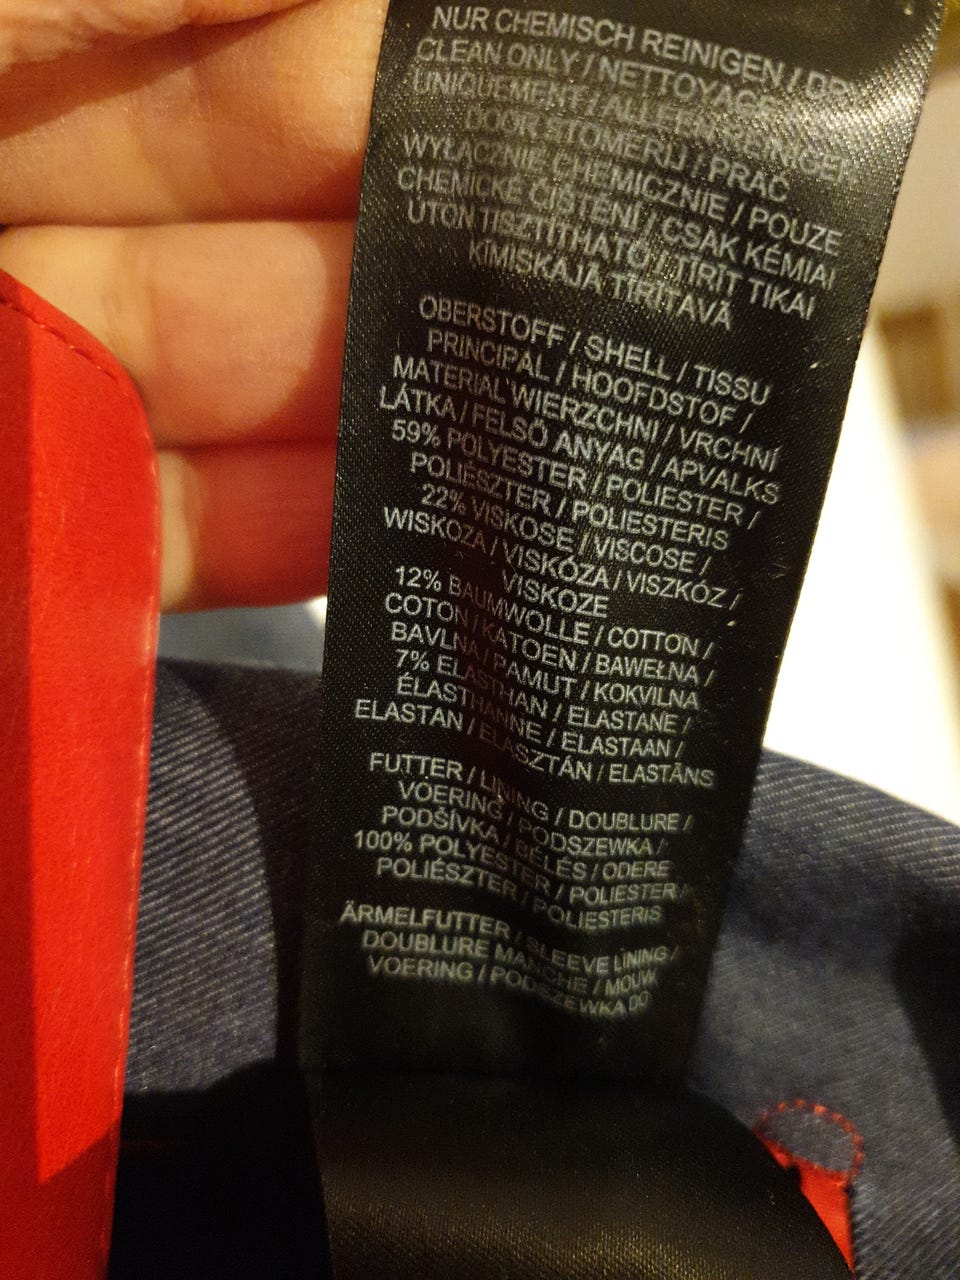 NUR CHEMISCH REINIGEN / DRY
CLEAN ONLY / NETTOYAGE
UNIQUEMENT / ALLEEN REINIGEN
DOOR STOMERIJ / PRAĆ
WYŁĄCZNIE CHEMICZNIE / POUZE
CHEMICKÉ ČIŠTĚNÍ / CSAK KÉMIAI
ÚTON TISZTÍTHATÓ / TĪRĪT TIKAI
ĶĪMISKAJĀ TĪRĪTAVĀ
OBERSTOFF / SHELL / TISSU
PRINCIPAL / HOOFDSTOF /
MATERIAŁ WIERZCHNI / VRCHNÍ
LÁTKA / FELSŐ ANYAG / APVALKS
59% POLYESTER / POLIESTER /
POLIÉSZTER / POLIESTERIS
22% VISKOSE / VISCOSE /
WISKOZA / VISKÓZA / VISZKÓZ /
VISKOZE
12% BAUMWOLLE / COTTON /
COTON / KATOEN / BAWEŁNA /
BAVLNA / PAMUT / KOKVILNA
7% ELASTHAN / ELASTANE /
ÉLASTHANNE / ELASTAAN /
ELASTAN / ELASZTÁN / ELASTĀNS
FUTTER / LINING / DOUBLURE /
VOERING / PODSZEWKA /
PODŠÍVKA / BÉLÉS / ODERE
100% POLYESTER / POLIESTER /
POLIÉSZTER / POLIESTERIS
ÄRMELFUTTER / SLEEVE LINING /
DOUBLURE MANCHE / MOUW
VOERING / PODSZEWKA DO